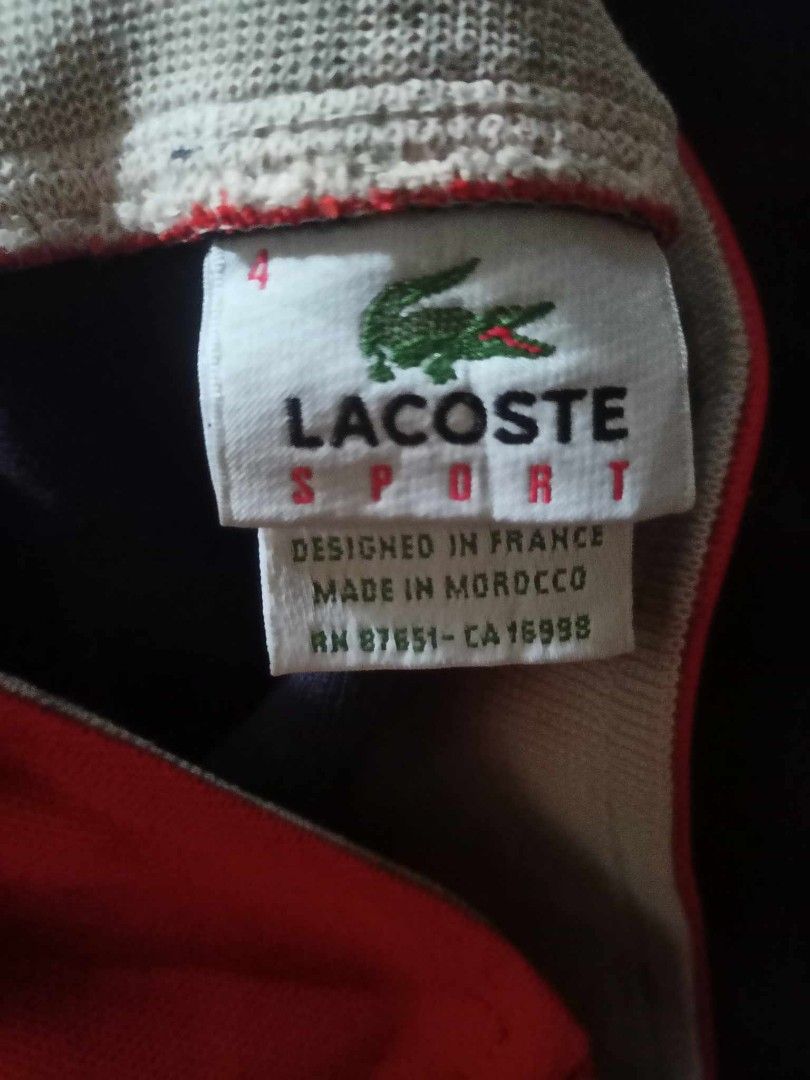 4
LACOSTE
SPORT
DESIGNED IN FRANCE
MADE IN MOROCCO
RN 87651 - CA 16998